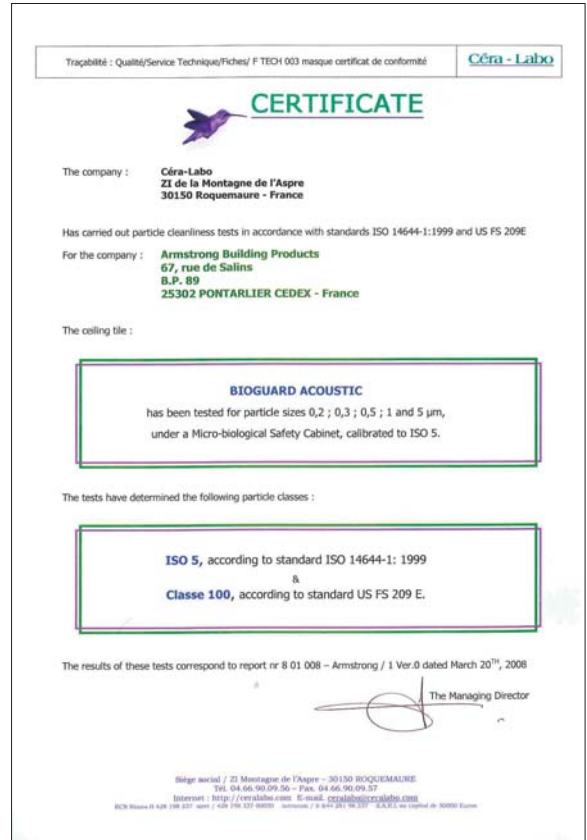 Traçabilité : Qualité/Service Technique/Fiches/ F TECH 003 masque certificat de conformité
Céra - Labo
CERTIFICATE
The company :
Céra-Labo
ZI de la Montagne de l'Aspre
30150 Roquemaure - France
Has carried out particle cleanliness tests in accordance with standards ISO 14644-1:1999 and US FS 209E
For the company :
Armstrong Building Products
67, rue de Salins
B.P. 89
25302 PONTARLIER CEDEX - France
The ceiling tile :
BIOGUARD ACOUSTIC
has been tested for particle sizes 0,2 ; 0,3 ; 0,5 ; 1 and 5 µm,
under a Micro-biological Safety Cabinet, calibrated to ISO 5.
The tests have determined the following particle classes :
ISO 5, according to standard ISO 14644-1: 1999
&
Classe 100, according to standard US FS 209 E.
The results of these tests correspond to report nr 8 01 008 – Armstrong / 1 Ver.0 dated March 20TH, 2008
The Managing Director
Siège social / ZI Montagne de l'Aspre – 30150 ROQUEMAURE
Tél. 04.66.90.09.56 – Fax. 04.66.90.09.57
Internet : http://ceralabo.com E-mail. ceralabo@ceralabo.com